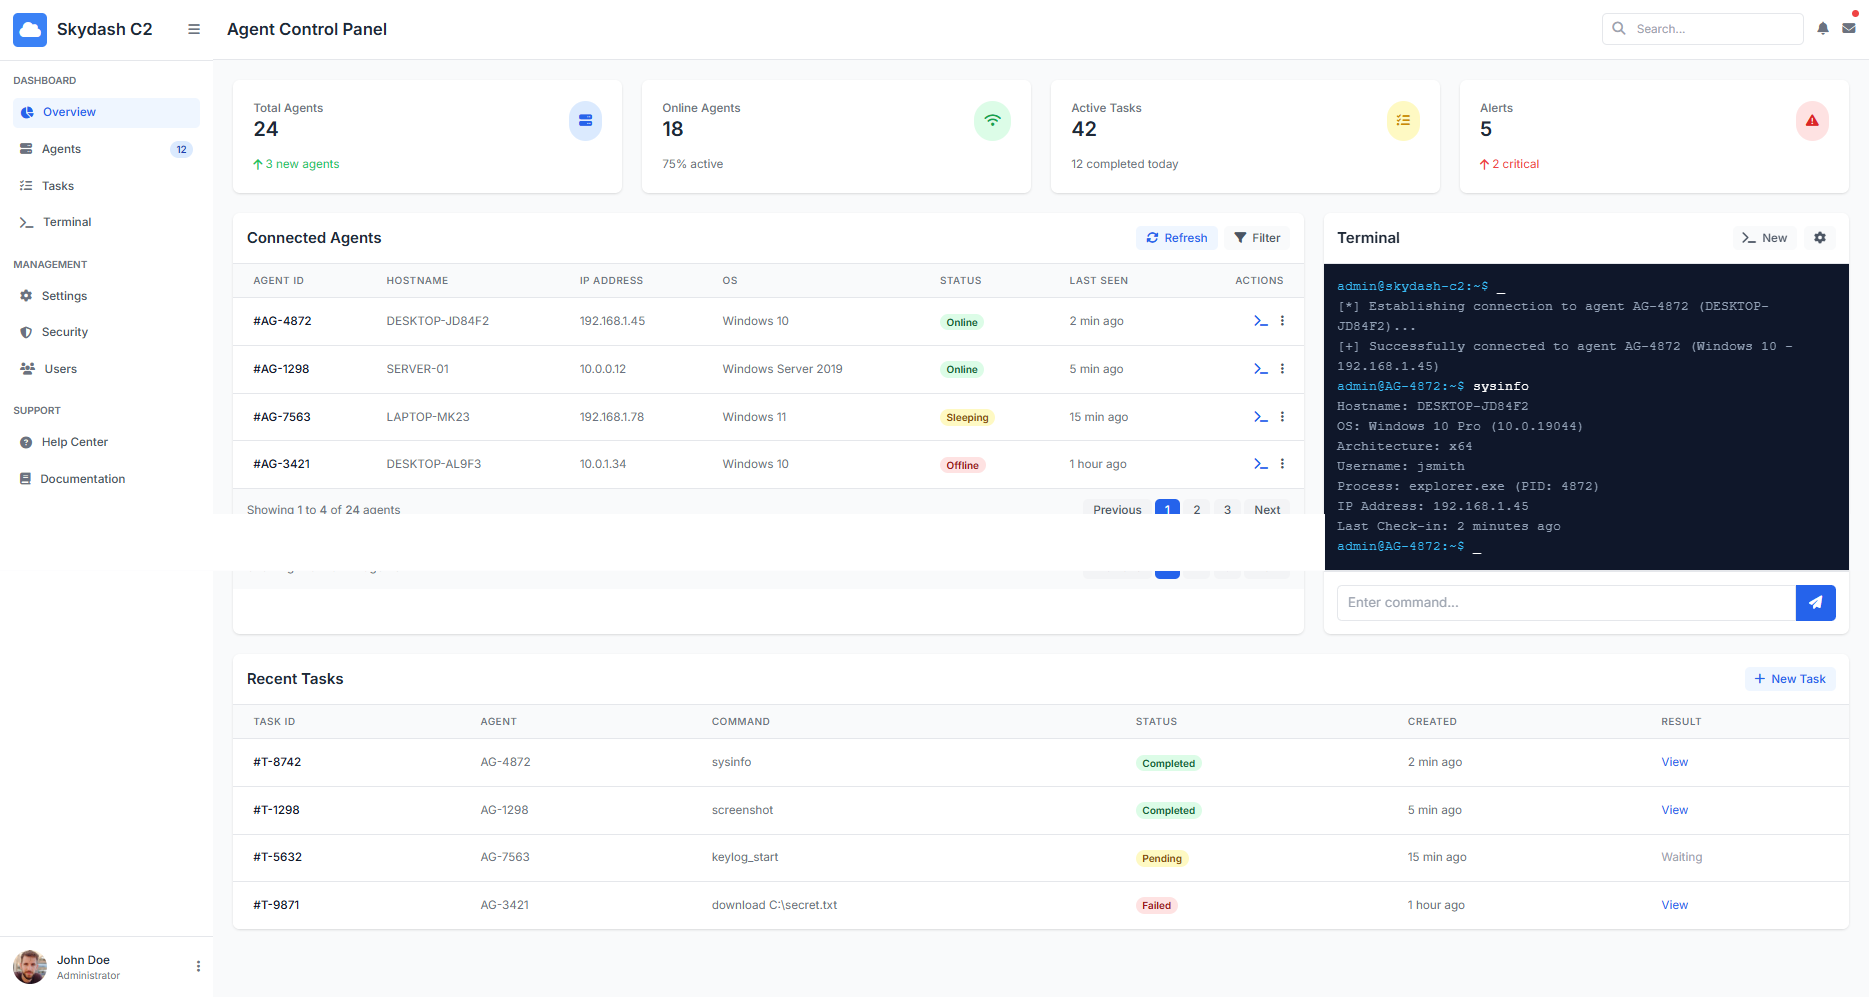 Skydash C2
Agent Control Panel
Search...
DASHBOARD
Overview
Agents 12
Tasks
Terminal
MANAGEMENT
Settings
Security
Users
SUPPORT
Help Center
Documentation
John Doe
Administrator
Total Agents
24
3 new agents
Online Agents
18
75% active
Active Tasks
42
12 completed today
Alerts
5
2 critical
Connected Agents
Refresh Filter
AGENT ID HOSTNAME IP ADDRESS OS STATUS LAST SEEN ACTIONS
#AG-4872 DESKTOP-JD84F2 192.168.1.45 Windows 10 Online 2 min ago
#AG-1298 SERVER-01 10.0.0.12 Windows Server 2019 Online 5 min ago
#AG-7563 LAPTOP-MK23 192.168.1.78 Windows 11 Sleeping 15 min ago
#AG-3421 DESKTOP-AL9F3 10.0.1.34 Windows 10 Offline 1 hour ago
Showing 1 to 4 of 24 agents Previous 1 2 3 Next
Terminal
New
admin@skydash-c2:~$ _
[*] Establishing connection to agent AG-4872 (DESKTOP-
JD84F2)...
[+] Successfully connected to agent AG-4872 (Windows 10 -
192.168.1.45)
admin@AG-4872:~$ sysinfo
Hostname: DESKTOP-JD84F2
OS: Windows 10 Pro (10.0.19044)
Architecture: x64
Username: jsmith
Process: explorer.exe (PID: 4872)
IP Address: 192.168.1.45
Last Check-in: 2 minutes ago
admin@AG-4872:~$ _
Enter command...
Recent Tasks
New Task
TASK ID AGENT COMMAND STATUS CREATED RESULT
#T-8742 AG-4872 sysinfo Completed 2 min ago View
#T-1298 AG-1298 screenshot Completed 5 min ago View
#T-5632 AG-7563 keylog_start Pending 15 min ago Waiting
#T-9871 AG-3421 download C:\secret.txt Failed 1 hour ago View